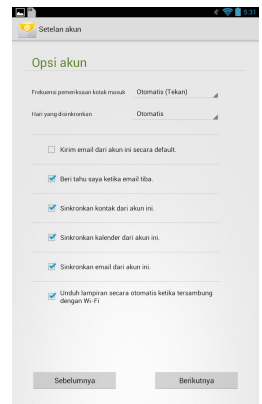 5:31
Setelan akun
Opsi akun
Frekuensi pemeriksaan kotak masuk Otomatis (Tekan)
Hari yang disinkronkan Otomatis
Kirim email dari akun ini secara default.
Beri tahu saya ketika email tiba.
Sinkronkan kontak dari akun ini.
Sinkronkan kalender dari akun ini.
Sinkronkan email dari akun ini.
Unduh lampiran secara otomatis ketika tersambung
dengan Wi-Fi
Sebelumnya Berikutnya